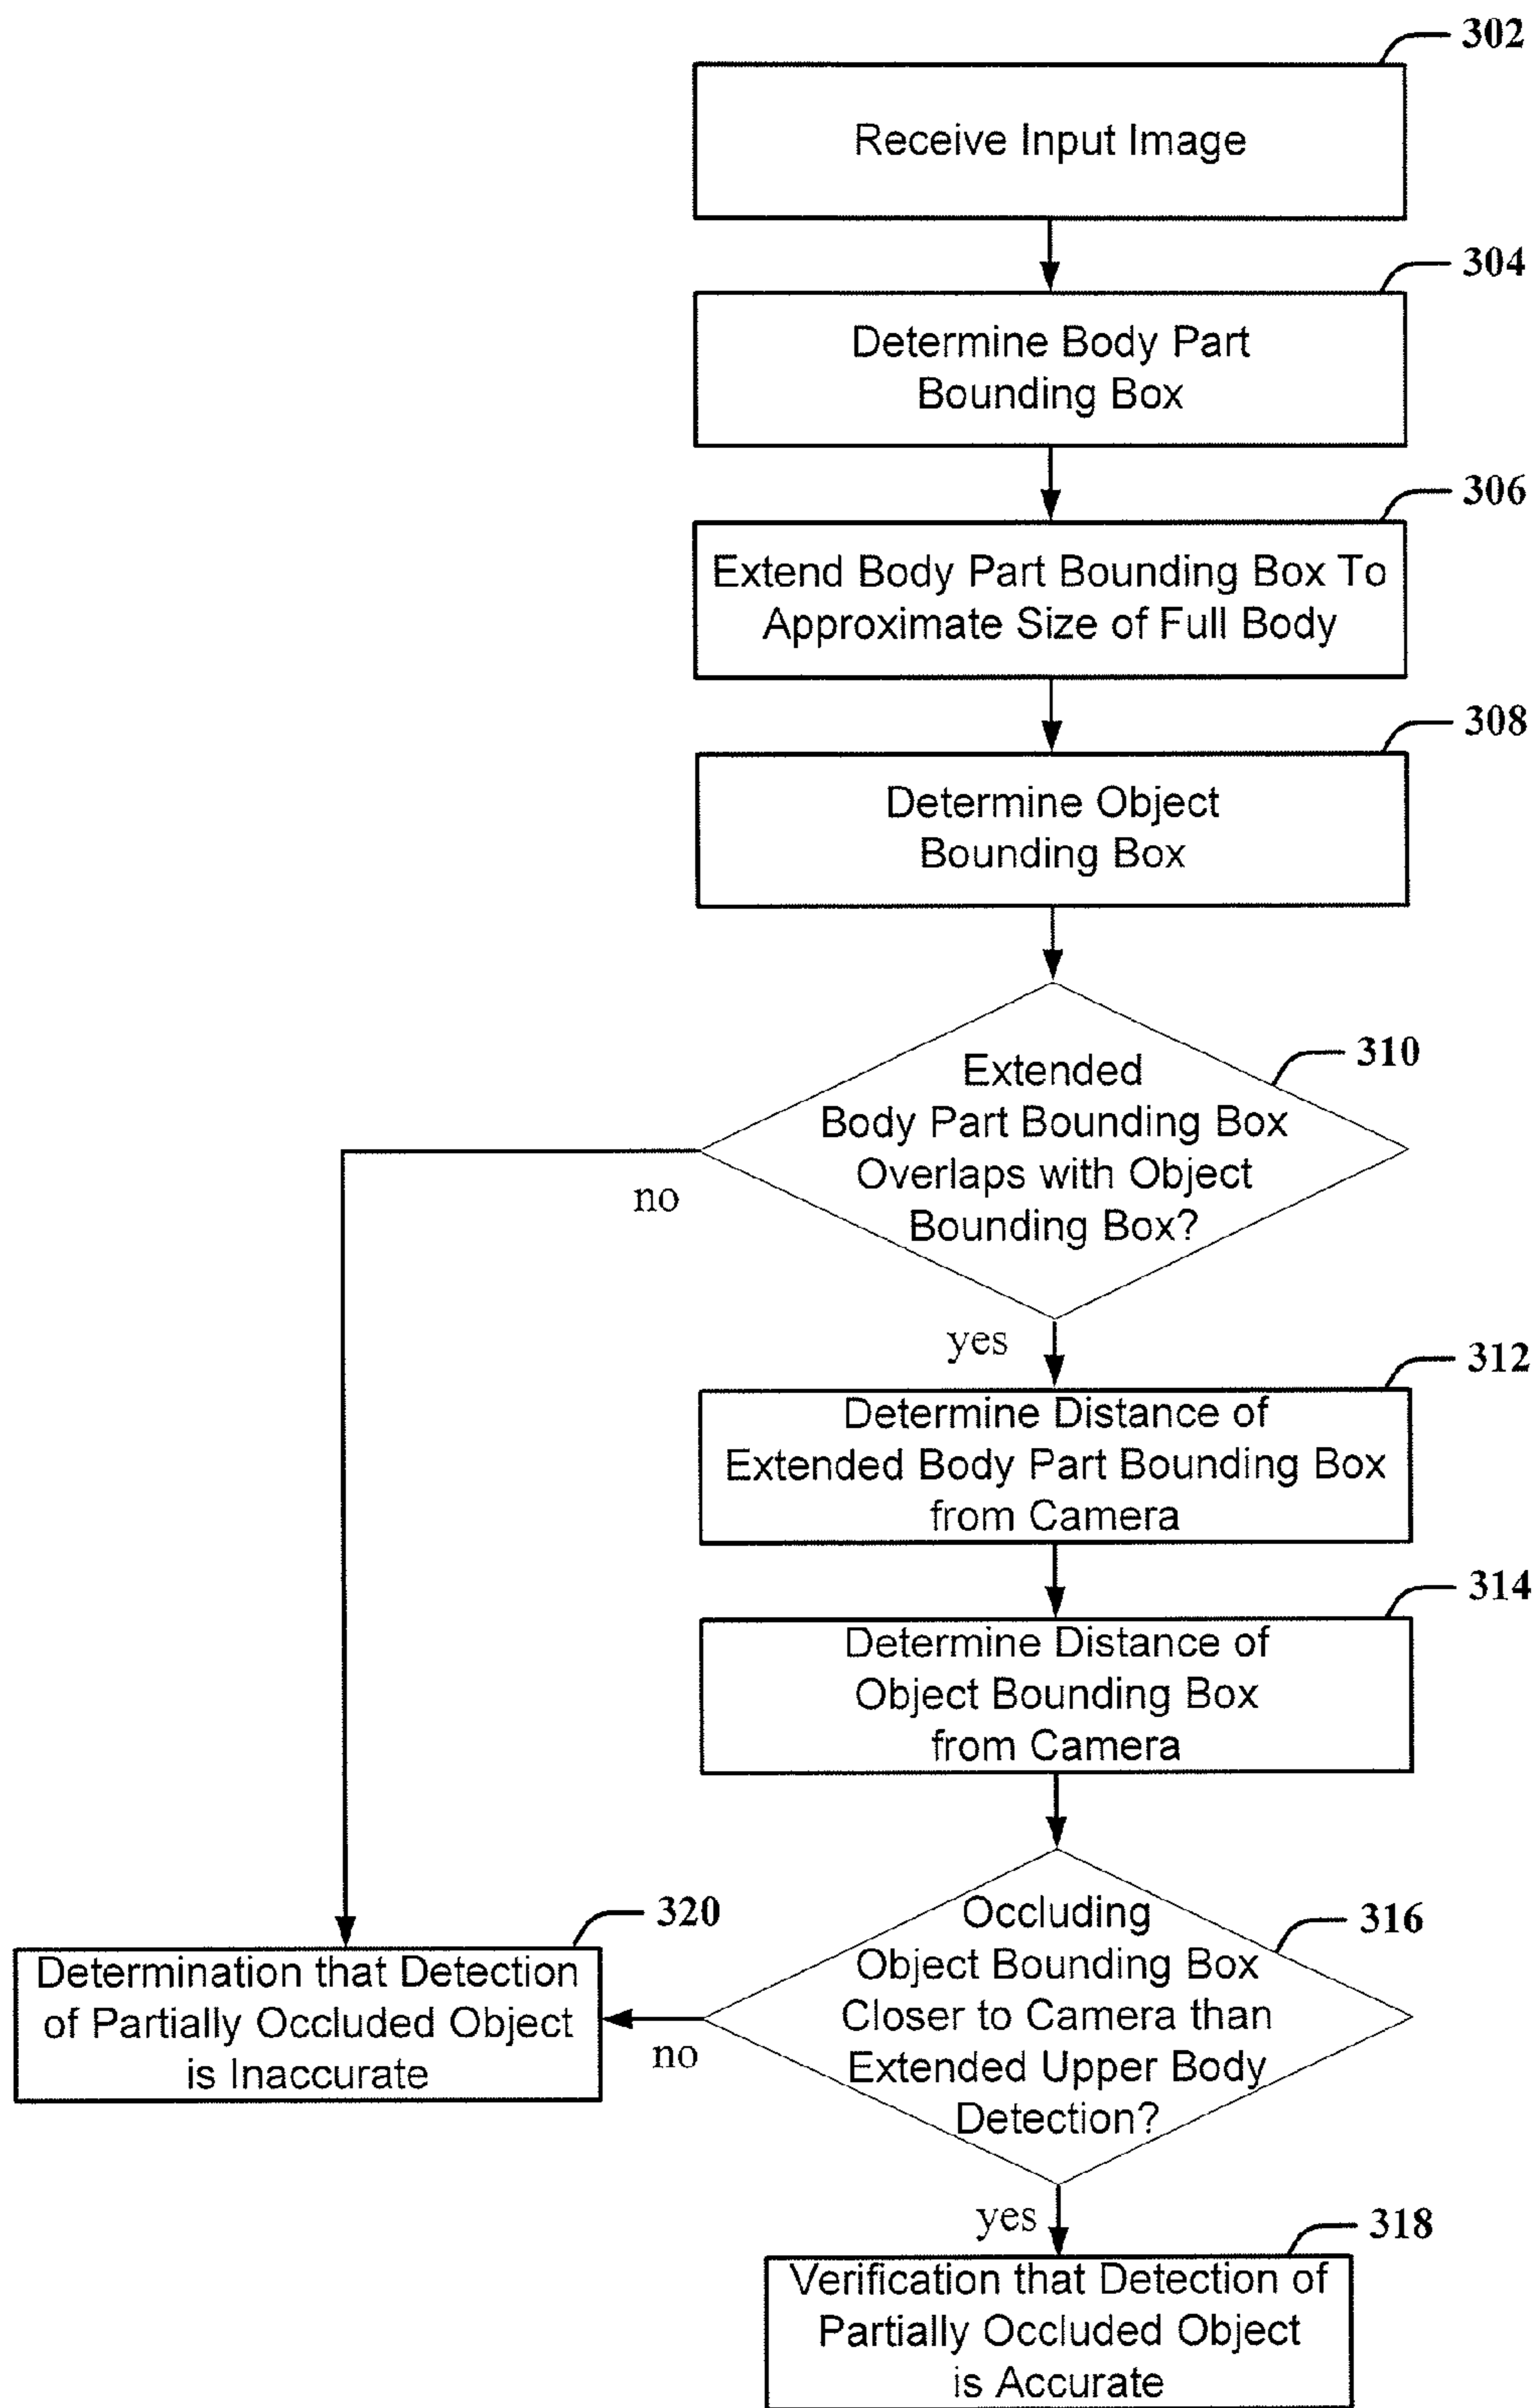 302
Receive Input Image
304
Determine Body Part
Bounding Box
306
Extend Body Part Bounding Box To
Approximate Size of Full Body
308
Determine Object
Bounding Box
310
Extended
Body Part Bounding Box
Overlaps with Object
Bounding Box?
no
yes
312
Determine Distance of
Extended Body Part Bounding Box
from Camera
314
Determine Distance of
Object Bounding Box
from Camera
316
Occluding
Object Bounding Box
Closer to Camera than
Extended Upper Body
Detection?
no
320
Determination that Detection
of Partially Occluded Object
is Inaccurate
yes
318
Verification that Detection of
Partially Occluded Object
is Accurate